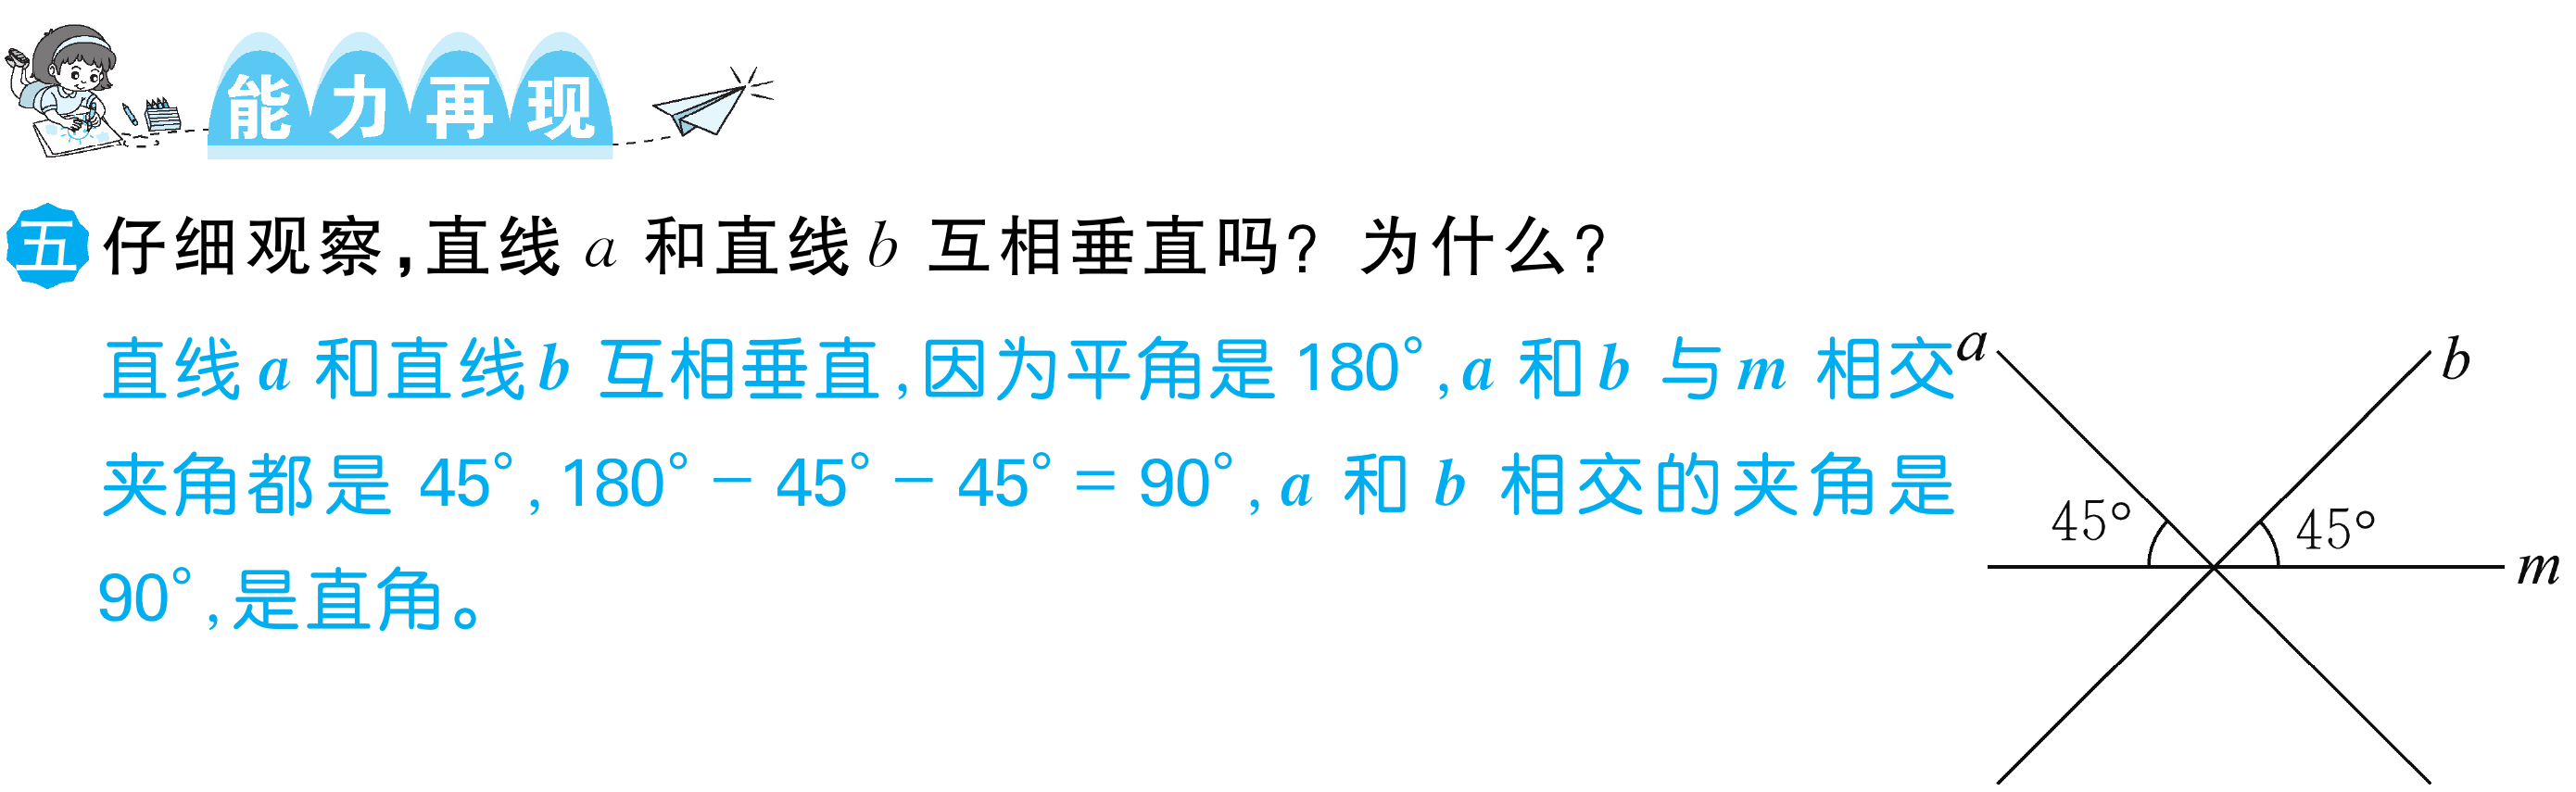 能力再现
五 仔细观察,直线 a 和直线 b 互相垂直吗? 为什么?
直线 a 和直线 b 互相垂直,因为平角是 180°,a 和 b 与 m 相交
夹角都是 45°,180° - 45° - 45° = 90°,a 和 b 相交的夹角是
90°,是直角。
a
b
45°
45°
m